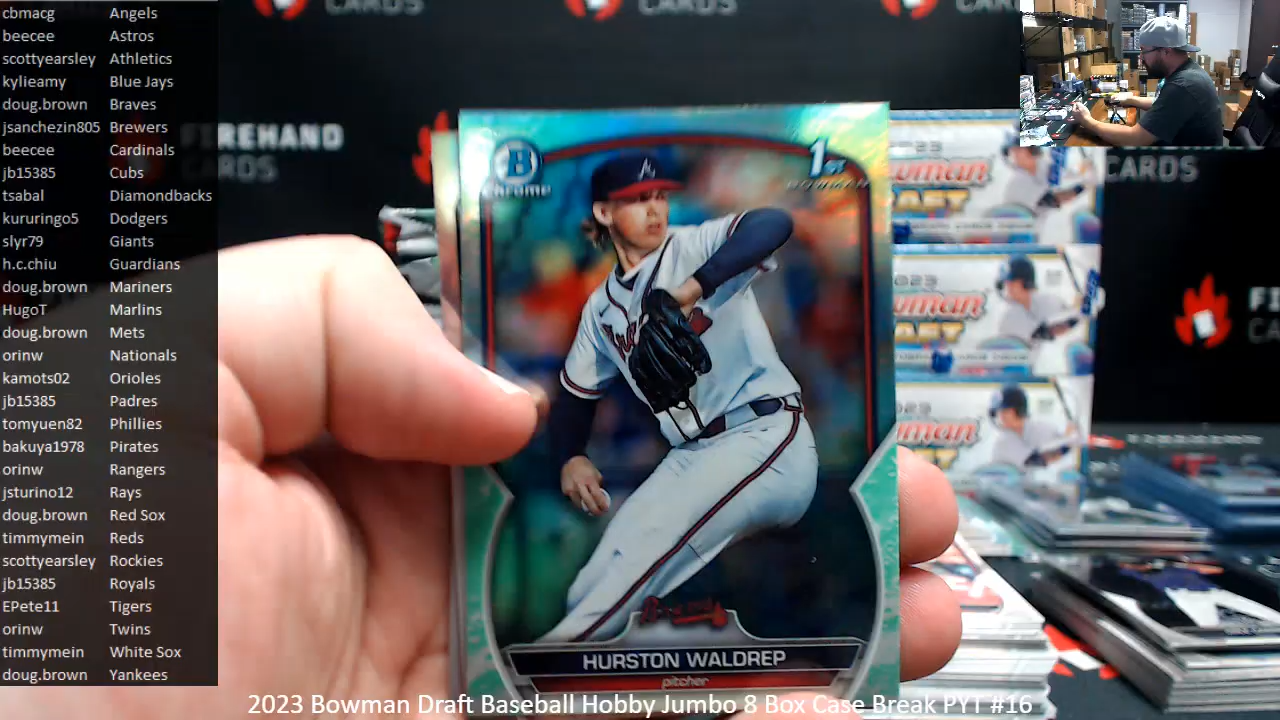 cbmacg Angels
beecee Astros
scottyearsley Athletics
kylieamy Blue Jays
doug.brown Braves
jsanchezin805 Brewers
beecee Cardinals
jb15385 Cubs
tsabal Diamondbacks
kururingo5 Dodgers
slyr79 Giants
h.c.chiu Guardians
doug.brown Mariners
HugoT Marlins
doug.brown Mets
orinw Nationals
kamots02 Orioles
jb15385 Padres
tomyuen82 Phillies
bakuya1978 Pirates
orinw Rangers
jsturino12 Rays
doug.brown Red Sox
timmymein Reds
scottyearsley Rockies
jb15385 Royals
EPete11 Tigers
orinw Twins
timmymein White Sox
doug.brown Yankees
CARDS
CARDS
FIREHAND
CARDS
CARDS
B
Chrome
1st
BOWMAN
A
Braves
HURSTON WALDREP
pitcher
2023 Bowman Draft Baseball Hobby Jumbo 8 Box Case Break PYT #16